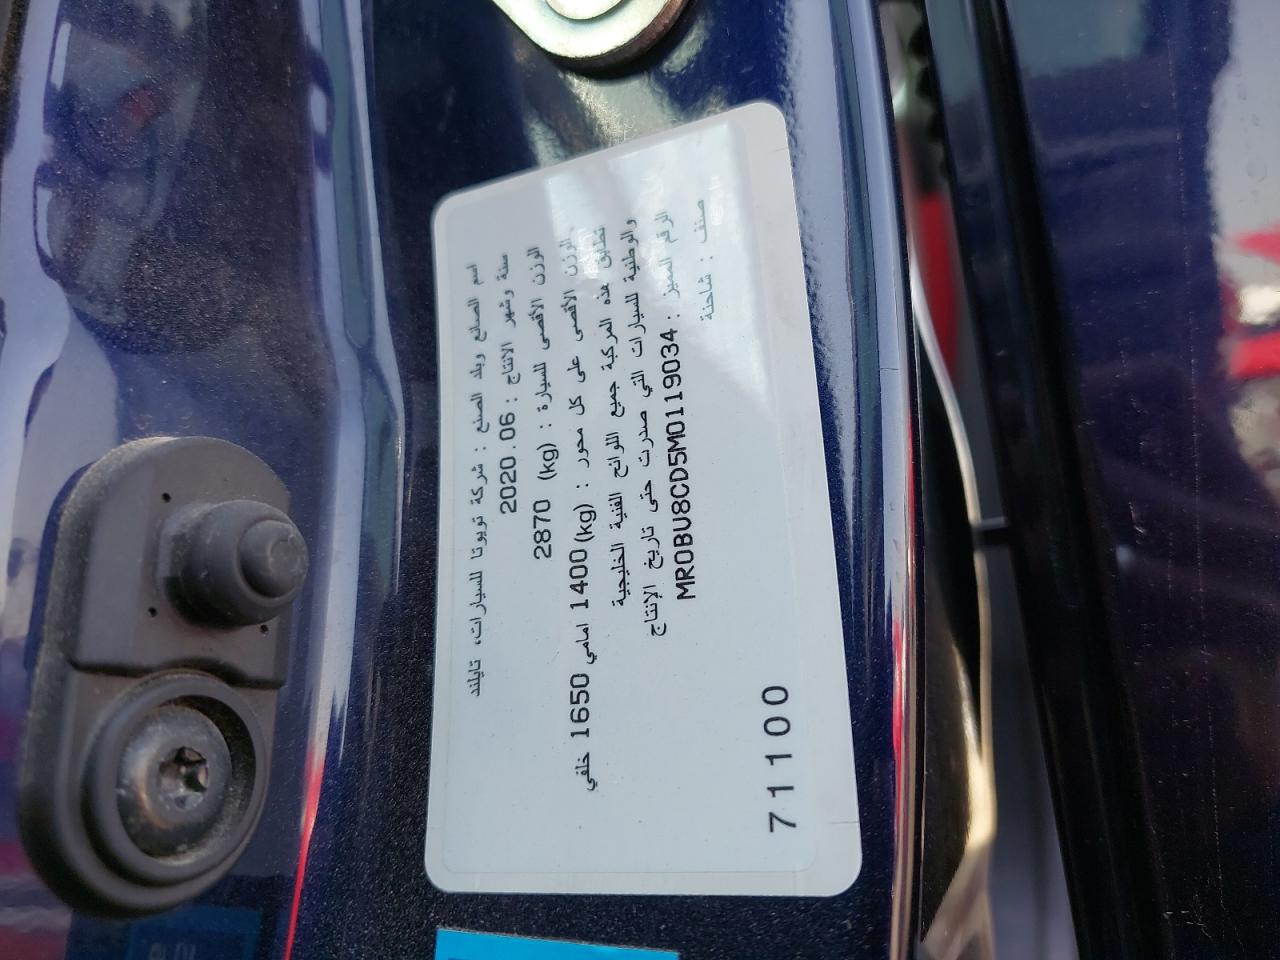 اسم الصانع وبلد الصنع : شركة تويوتا للسيارات، تايلند
سنة وشهر الانتاج : 2020.06
الوزن الأقصى للسيارة : (kg) 2870
الوزن الأقصى على كل محور : (kg) 1400 امامي 1650 خلفي
تطابق هذه المركبة جميع اللوائح الفنية الخليجية
والوطنية للسيارات التي صدرت حتى تاريخ الإنتاج
الرقم المميز : MR0BU8CD5M0119034
صنف : شاحنة
71100